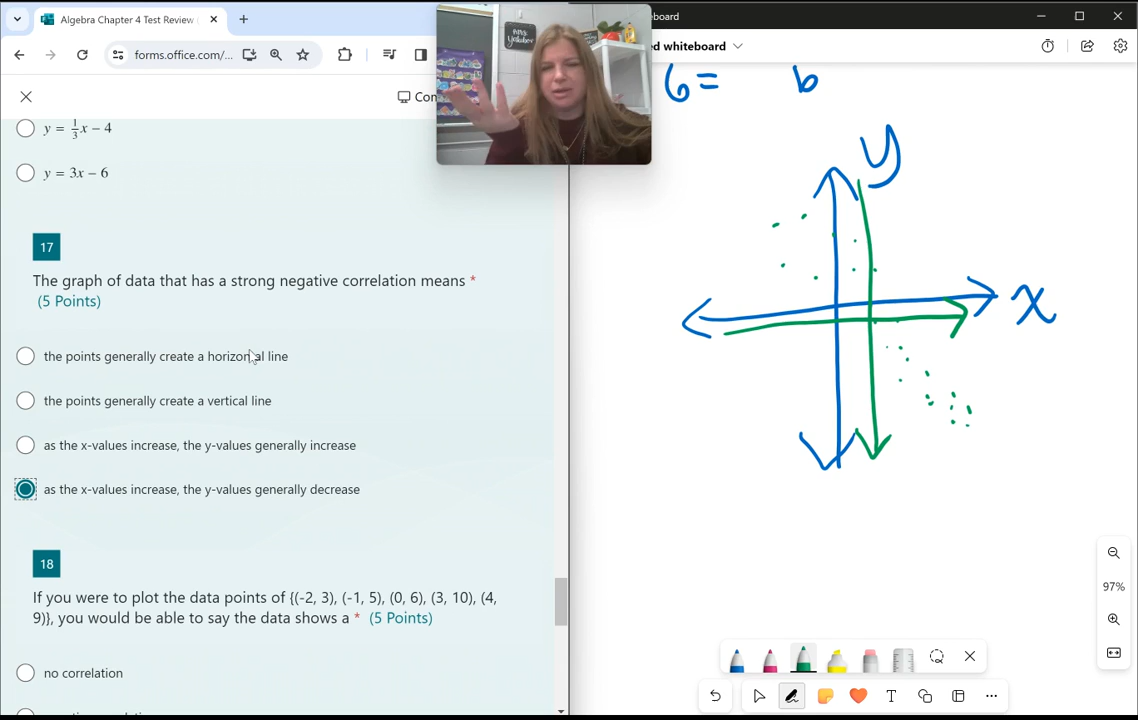 Algebra Chapter 4 Test Review
eboard
forms.office.com/...
ed whiteboard
Con
y = 1/3 x − 4
y = 3x − 6
17
The graph of data that has a strong negative correlation means *
(5 Points)
the points generally create a horizontal line
the points generally create a vertical line
as the x-values increase, the y-values generally increase
as the x-values increase, the y-values generally decrease
18
If you were to plot the data points of {(-2, 3), (-1, 5), (0, 6), (3, 10), (4,
9)}, you would be able to say the data shows a * (5 Points)
no correlation
6 = b
y
x
97%
T